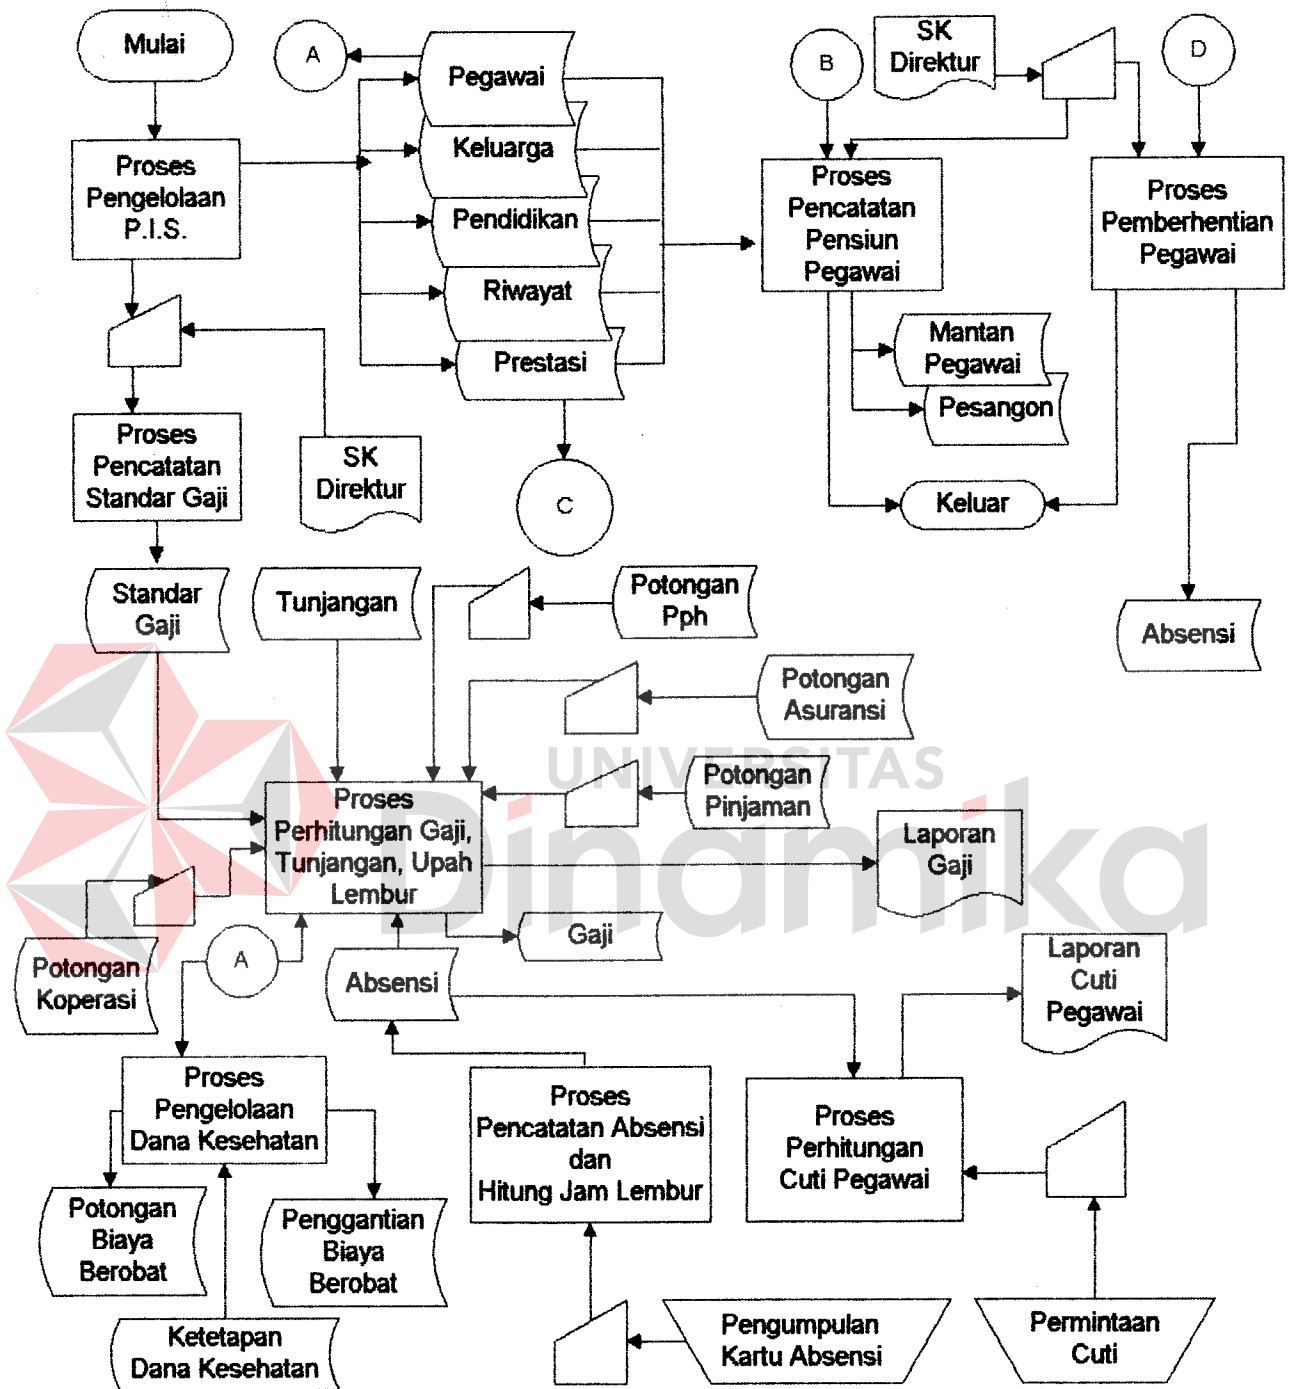 Mulai
A
Pegawai
Keluarga
Pendidikan
Riwayat
Prestasi
C
Proses
Pengelolaan
P.I.S.
Proses
Pencatatan
Standar Gaji
SK
Direktur
B
SK
Direktur
D
Proses
Pencatatan
Pensiun
Pegawai
Proses
Pemberhentian
Pegawai
Mantan
Pegawai
Pesangon
Keluar
Absensi
Standar
Gaji
Tunjangan
Potongan
Pph
Potongan
Asuransi
Potongan
Pinjaman
UNIVERSITAS
Dinamika
Proses
Perhitungan Gaji,
Tunjangan, Upah
Lembur
Laporan
Gaji
Gaji
Potongan
Koperasi
A
Absensi
Laporan
Cuti
Pegawai
Proses
Pengelolaan
Dana Kesehatan
Proses
Pencatatan Absensi
dan
Hitung Jam Lembur
Proses
Perhitungan
Cuti Pegawai
Potongan
Biaya
Berobat
Penggantian
Biaya
Berobat
Ketetapan
Dana Kesehatan
Pengumpulan
Kartu Absensi
Permintaan
Cuti